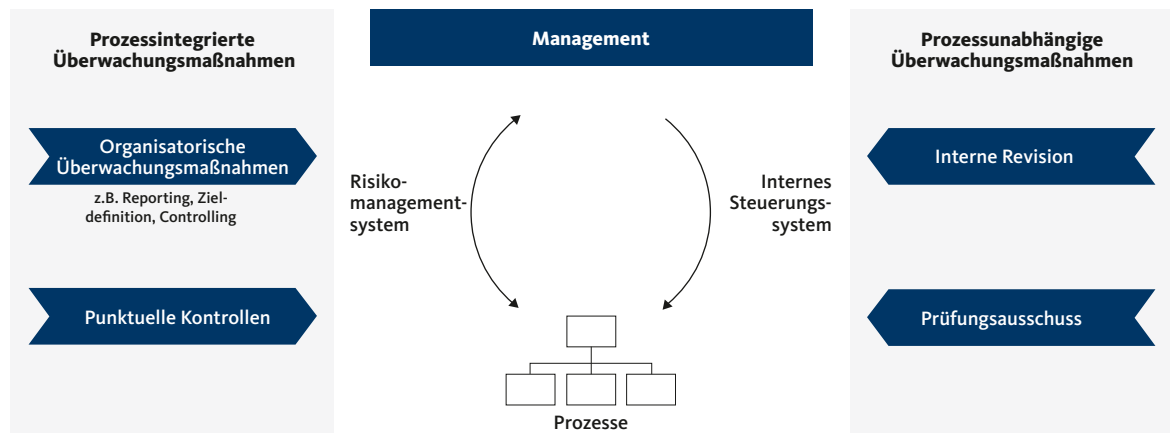 Prozessintegrierte
Überwachungsmaßnahmen
Organisatorische
Überwachungsmaßnahmen
z.B. Reporting, Ziel-
definition, Controlling
Punktuelle Kontrollen
Management
Risiko-
management-
system
Internes
Steuerungs-
system
Prozesse
Prozessunabhängige
Überwachungsmaßnahmen
Interne Revision
Prüfungsausschuss